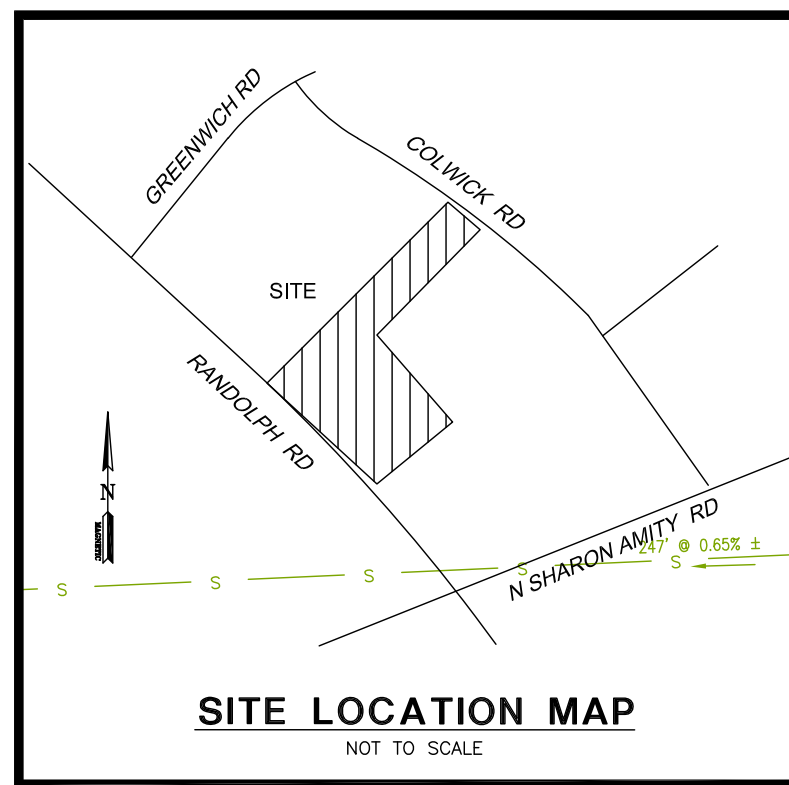 GREENWICH RD
COLWICK RD
SITE
RANDOLPH RD
N
MAGNETIC
N SHARON AMITY RD
247' @ 0.65% ±
S S S S S
SITE LOCATION MAP
NOT TO SCALE